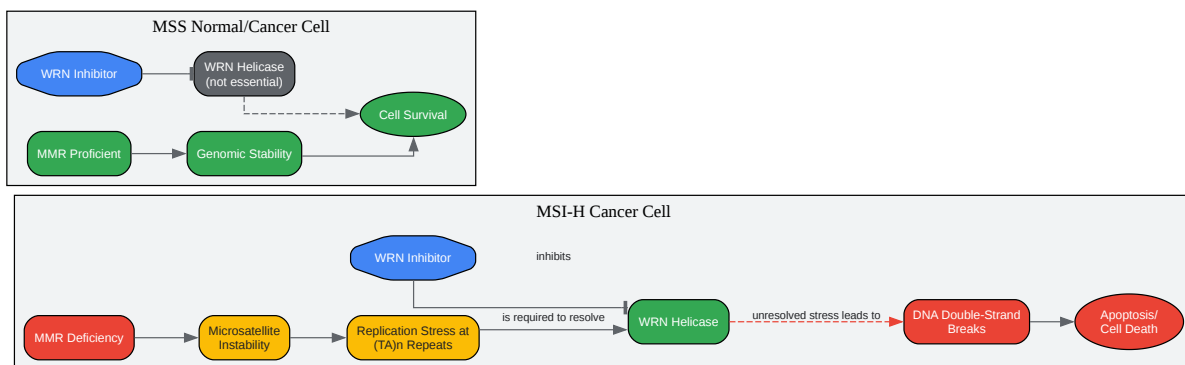 MSS Normal/Cancer Cell
WRN Inhibitor
WRN Helicase
(not essential)
Cell Survival
MMR Proficient
Genomic Stability
MSI-H Cancer Cell
WRN Inhibitor
inhibits
MMR Deficiency
Microsatellite
Instability
Replication Stress at
(TA)n Repeats
is required to resolve
WRN Helicase
unresolved stress leads to
DNA Double-Strand
Breaks
Apoptosis/
Cell Death